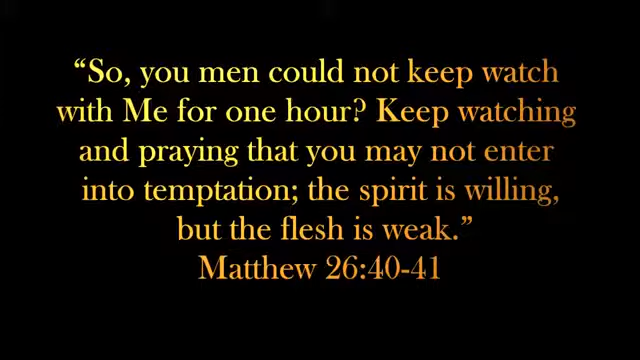 “So, you men could not keep watch
with Me for one hour? Keep watching
and praying that you may not enter
into temptation; the spirit is willing,
but the flesh is weak.”
Matthew 26:40-41